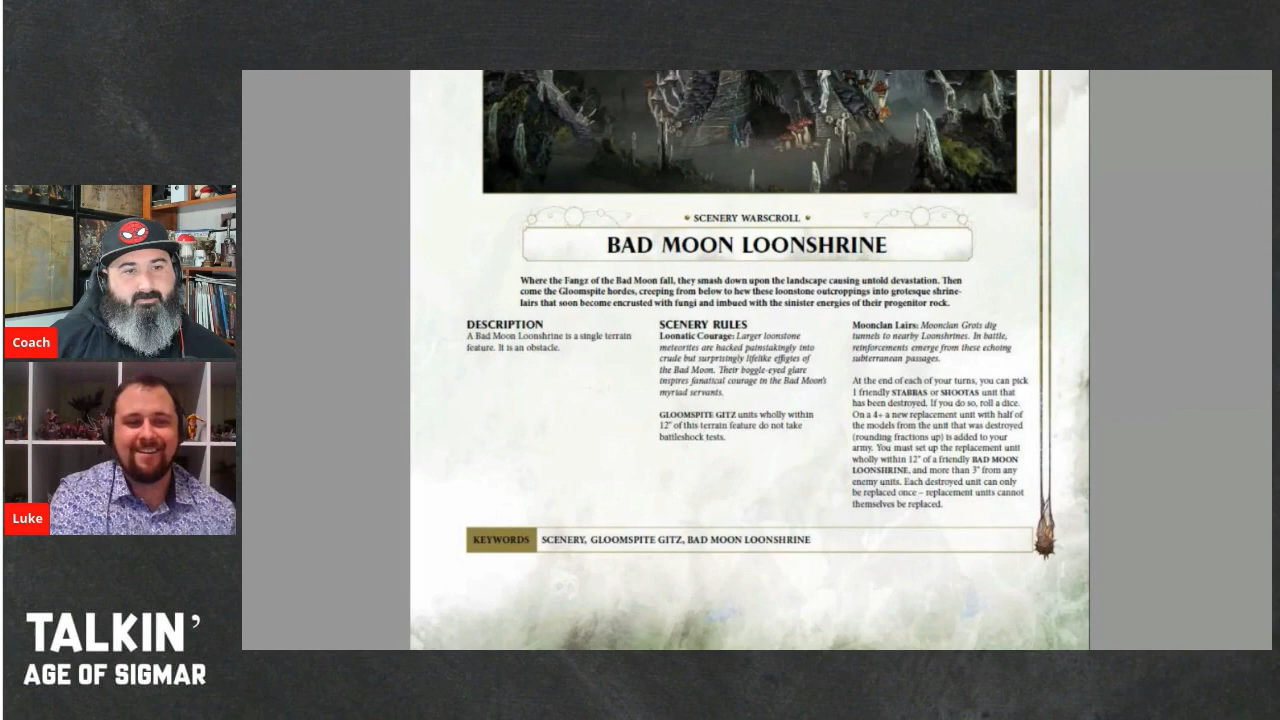 • SCENERY WARSCROLL •
BAD MOON LOONSHRINE
Where the Fangz of the Bad Moon fall, they smash down upon the landscape causing untold devastation. Then
come the Gloomspite hordes, creeping from below to hew these loonstone outcroppings into grotesque shrine-
lairs that soon become encrusted with fungi and imbued with the sinister energies of their progenitor rock.
DESCRIPTION
A Bad Moon Loonshrine is a single terrain
feature. It is an obstacle.
SCENERY RULES
Loonatic Courage: Larger loonstone
meteorites are hacked painstakingly into
crude but surprisingly lifelike effigies of
the Bad Moon. Their boggle-eyed glare
inspires fanatical courage in the Bad Moon's
myriad servants.
GLOOMSPITE GITZ units wholly within
12" of this terrain feature do not take
battleshock tests.
Moonclan Lairs: Moonclan Grots dig
tunnels to nearby Loonshrines. In battle,
reinforcements emerge from these echoing
subterranean passages.
At the end of each of your turns, you can pick
1 friendly STABBAS or SHOOTAS unit that
has been destroyed. If you do so, roll a dice.
On a 4+ a new replacement unit with half of
the models from the unit that was destroyed
(rounding fractions up) is added to your
army. You must set up the replacement unit
wholly within 12" of a friendly BAD MOON
LOONSHRINE, and more than 3" from any
enemy units. Each destroyed unit can only
be replaced once – replacement units cannot
themselves be replaced.
KEYWORDS SCENERY, GLOOMSPITE GITZ, BAD MOON LOONSHRINE
Coach
Luke
TALKIN'
AGE OF SIGMAR